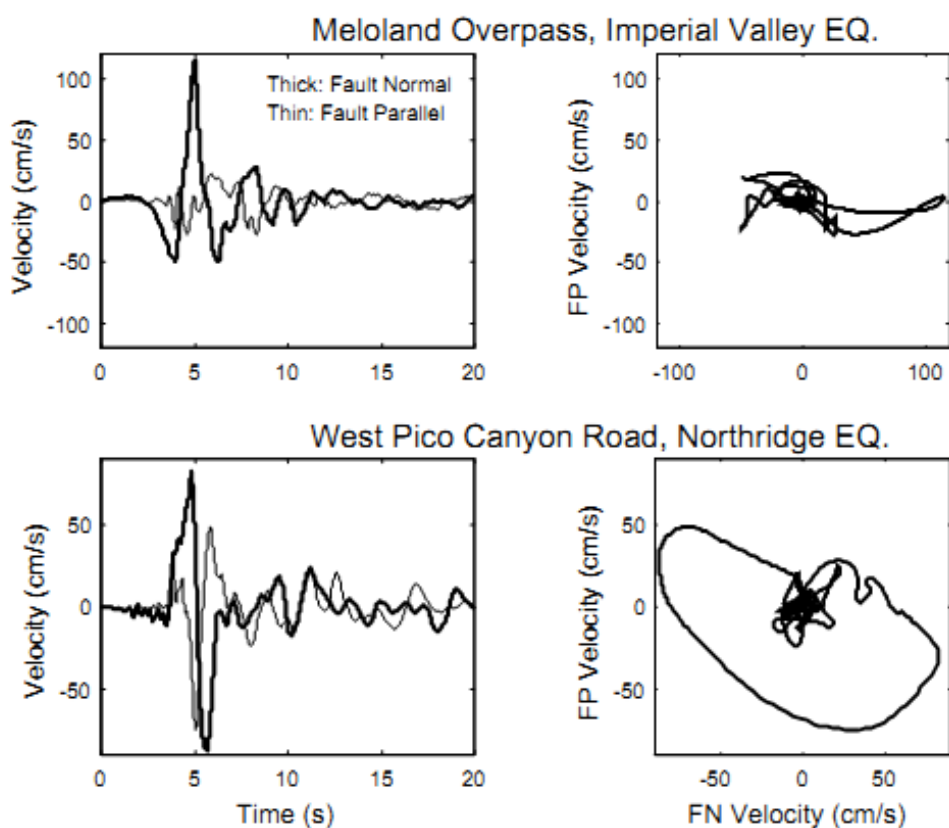 Meloland Overpass, Imperial Valley EQ.
Velocity (cm/s)
100
50
0
-50
-100
Thick: Fault Normal
Thin: Fault Parallel
0 5 10 15 20
FP Velocity (cm/s)
100
50
0
-50
-100
-100 0 100
West Pico Canyon Road, Northridge EQ.
Velocity (cm/s)
50
0
-50
0 5 10 15 20
Time (s)
FP Velocity (cm/s)
50
0
-50
-50 0 50
FN Velocity (cm/s)